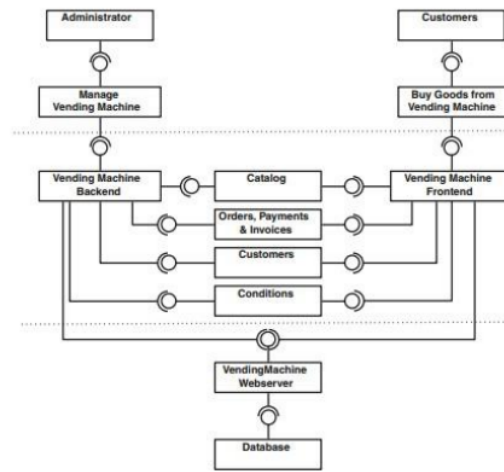 Administrator
Customers
Manage
Vending Machine
Buy Goods from
Vending Machine
Vending Machine
Backend
Catalog
Vending Machine
Frontend
Orders, Payments
& Invoices
Customers
Conditions
VendingMachine
Webserver
Database